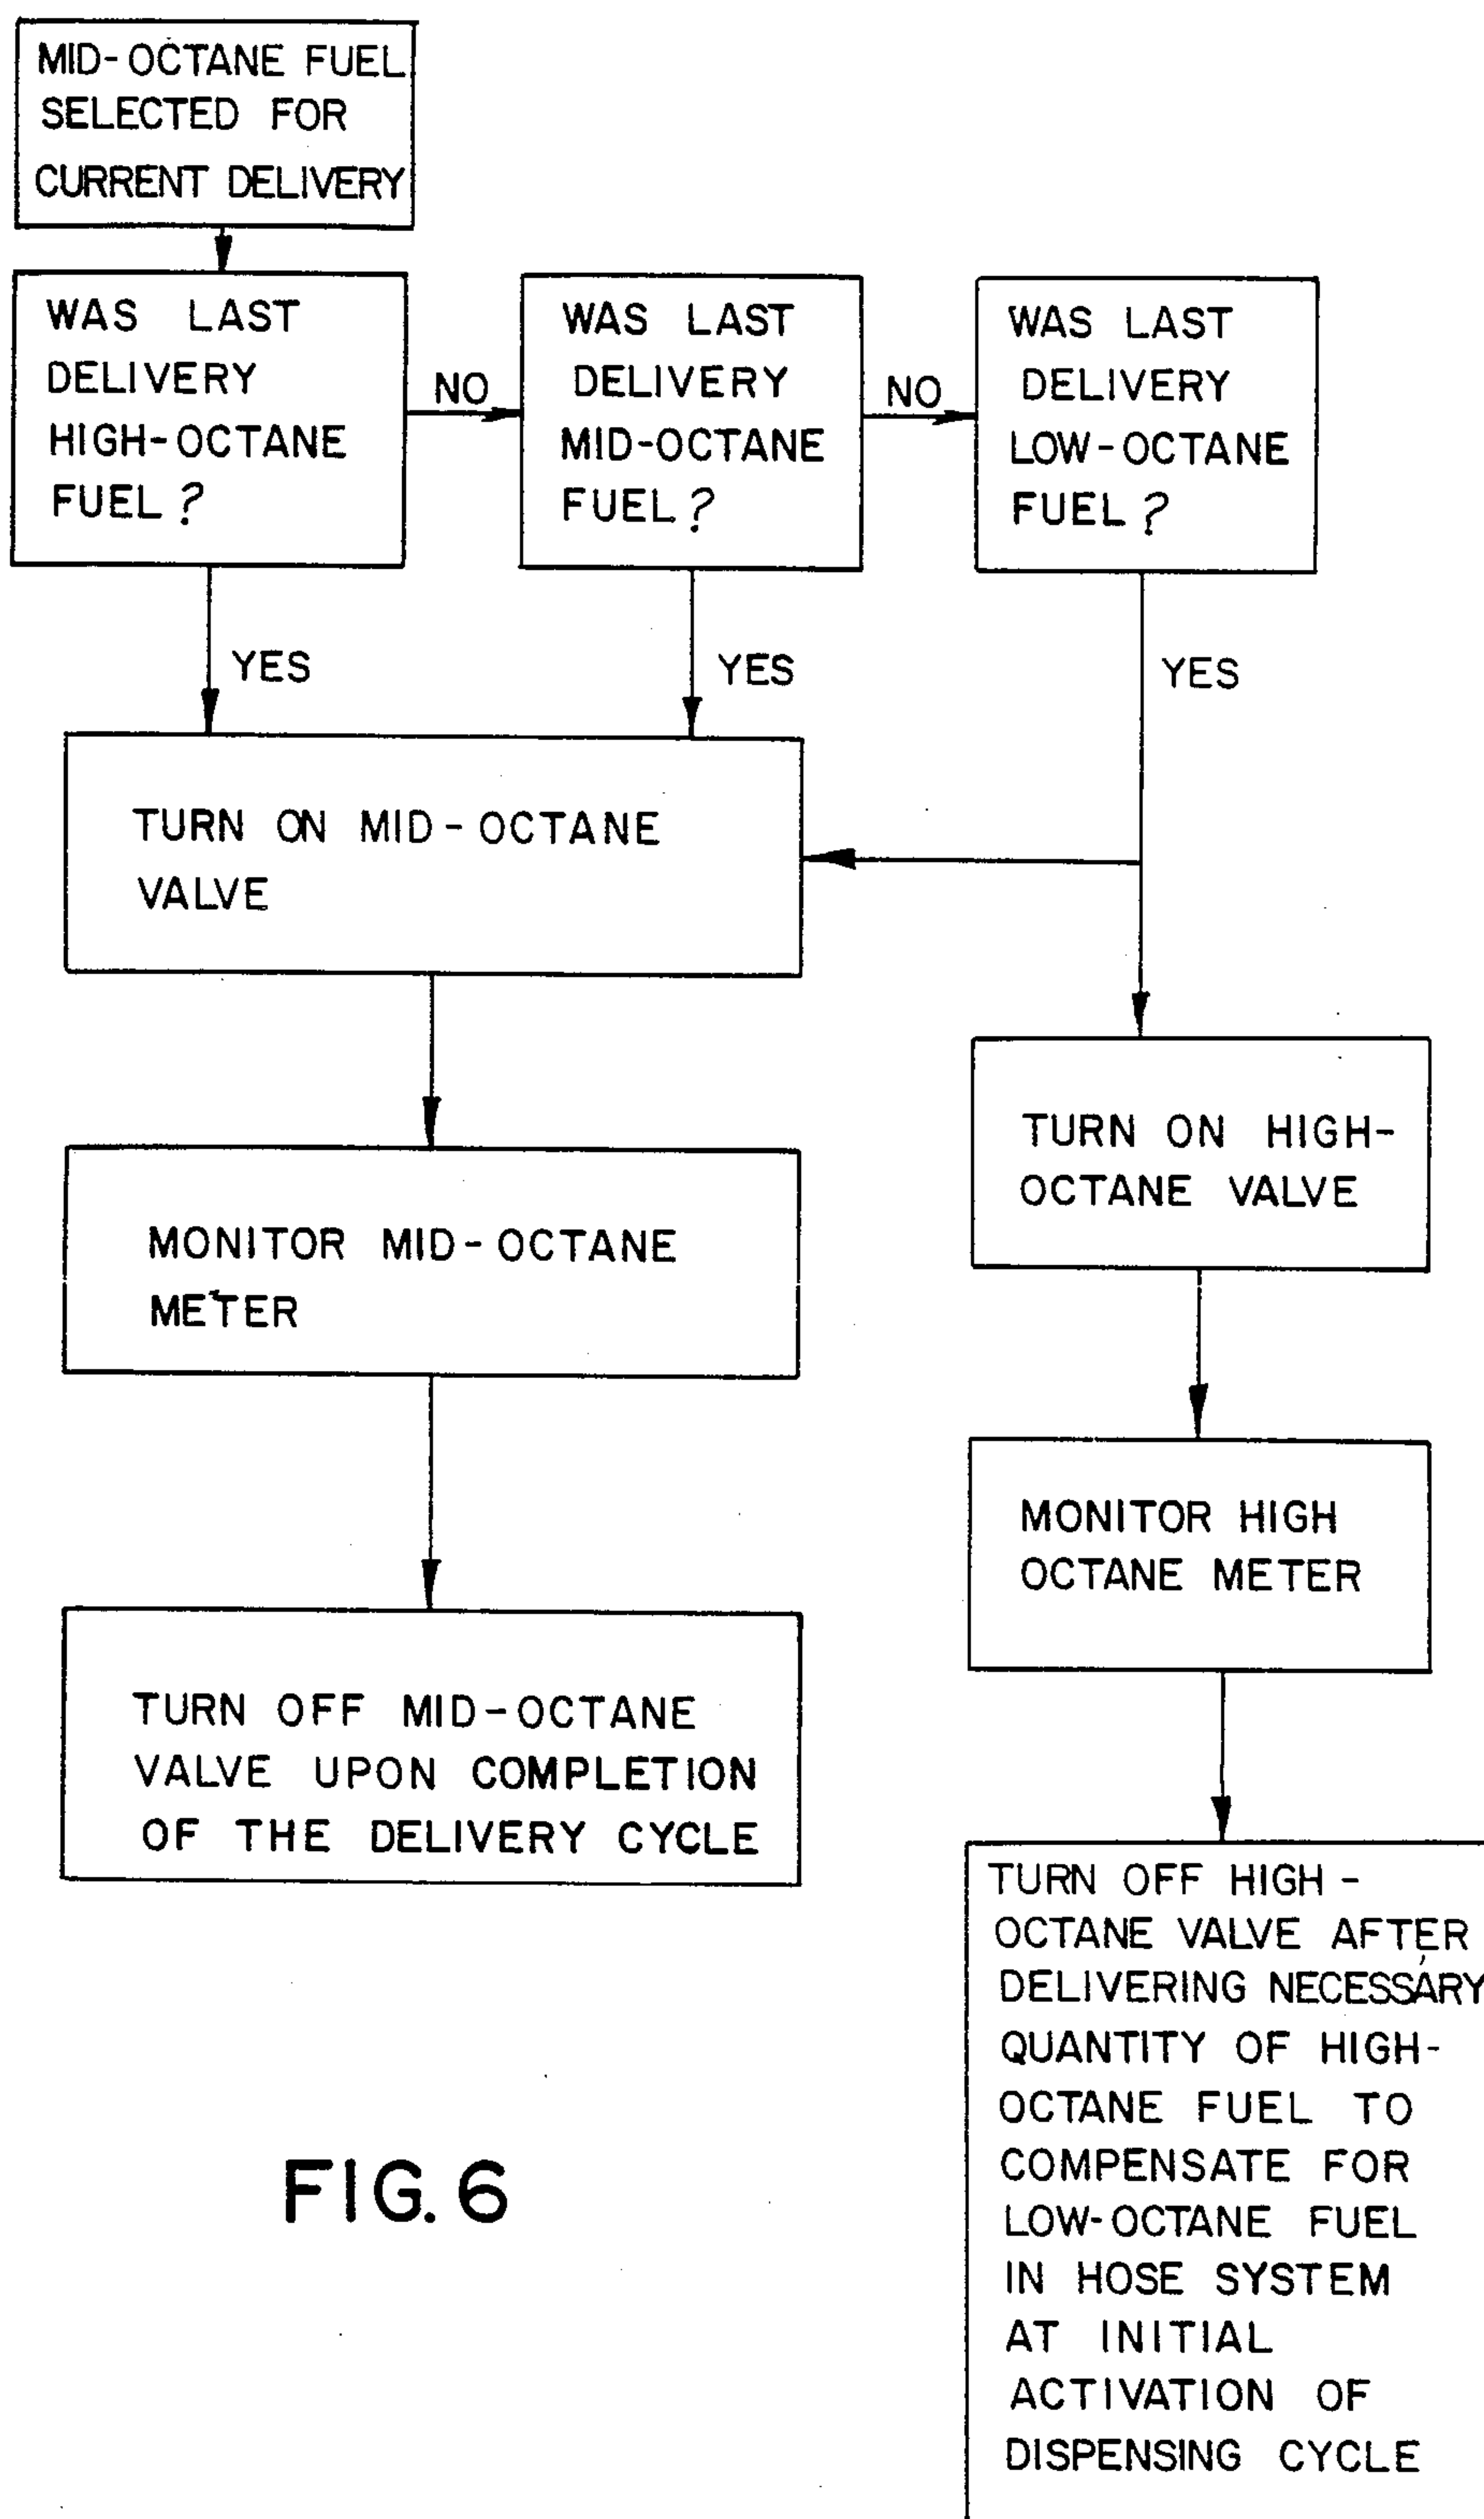 MID-OCTANE FUEL
SELECTED FOR
CURRENT DELIVERY
WAS LAST
DELIVERY
HIGH-OCTANE
FUEL?
NO
WAS LAST
DELIVERY
MID-OCTANE
FUEL?
NO
WAS LAST
DELIVERY
LOW-OCTANE
FUEL?
YES
YES
YES
TURN ON MID-OCTANE
VALVE
TURN ON HIGH-
OCTANE VALVE
MONITOR MID-OCTANE
METER
MONITOR HIGH
OCTANE METER
TURN OFF MID-OCTANE
VALVE UPON COMPLETION
OF THE DELIVERY CYCLE
TURN OFF HIGH-
OCTANE VALVE AFTER
DELIVERING NECESSARY
QUANTITY OF HIGH-
OCTANE FUEL TO
COMPENSATE FOR
LOW-OCTANE FUEL
IN HOSE SYSTEM
AT INITIAL
ACTIVATION OF
DISPENSING CYCLE
FIG.6